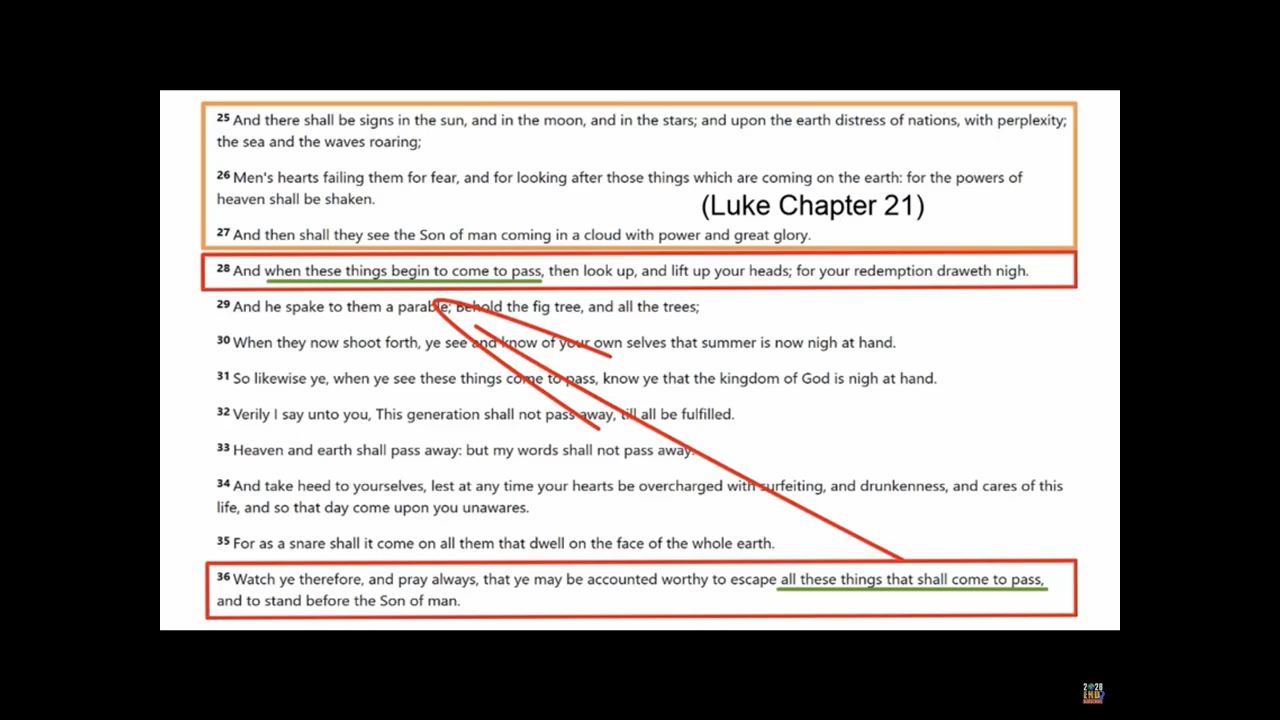 25 And there shall be signs in the sun, and in the moon, and in the stars; and upon the earth distress of nations, with perplexity;
the sea and the waves roaring;
26 Men's hearts failing them for fear, and for looking after those things which are coming on the earth: for the powers of
heaven shall be shaken.
(Luke Chapter 21)
27 And then shall they see the Son of man coming in a cloud with power and great glory.
28 And when these things begin to come to pass, then look up, and lift up your heads; for your redemption draweth nigh.
29 And he spake to them a parable; Behold the fig tree, and all the trees;
30 When they now shoot forth, ye see and know of your own selves that summer is now nigh at hand.
31 So likewise ye, when ye see these things come to pass, know ye that the kingdom of God is nigh at hand.
32 Verily I say unto you, This generation shall not pass away, till all be fulfilled.
33 Heaven and earth shall pass away: but my words shall not pass away.
34 And take heed to yourselves, lest at any time your hearts be overcharged with surfeiting, and drunkenness, and cares of this
life, and so that day come upon you unawares.
35 For as a snare shall it come on all them that dwell on the face of the whole earth.
36 Watch ye therefore, and pray always, that ye may be accounted worthy to escape all these things that shall come to pass,
and to stand before the Son of man.
2028
END